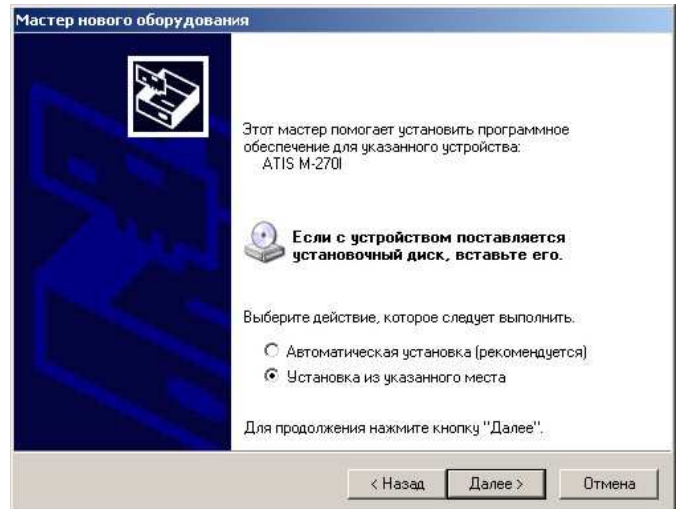 Мастер нового оборудования
Этот мастер помогает установить программное
обеспечение для указанного устройства:
ATIS M-270I
Если с устройством поставляется
установочный диск, вставьте его.
Выберите действие, которое следует выполнить.
Автоматическая установка (рекомендуется)
Установка из указанного места
Для продолжения нажмите кнопку "Далее".
< Назад
Далее >
Отмена